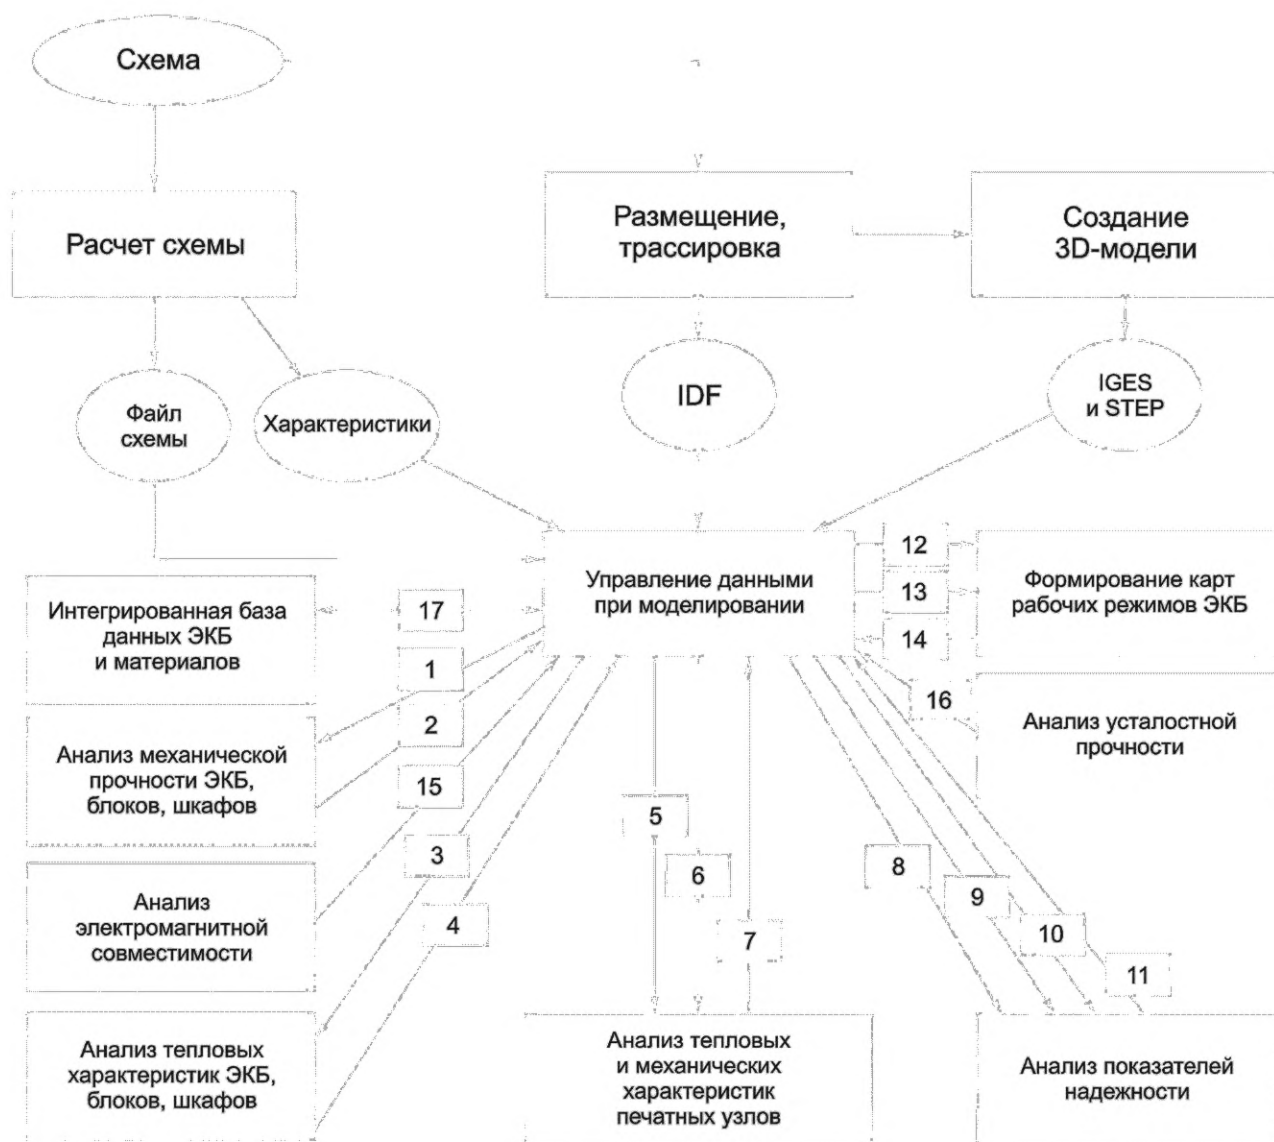 Схема
Расчет схемы
Размещение,
трассировка
Создание
3D-модели
Файл
схемы
Характеристики
IDF
IGES
и STEP
Управление данными
при моделировании
12
13
14
16
Формирование карт
рабочих режимов ЭКБ
Анализ усталостной
прочности
Интегрированная база
данных ЭКБ
и материалов
17
1
2
15
3
4
Анализ механической
прочности ЭКБ,
блоков, шкафов
Анализ
электромагнитной
совместимости
Анализ тепловых
характеристик ЭКБ,
блоков, шкафов
5
6
7
8
9
10
11
Анализ тепловых
и механических
характеристик
печатных узлов
Анализ показателей
надежности